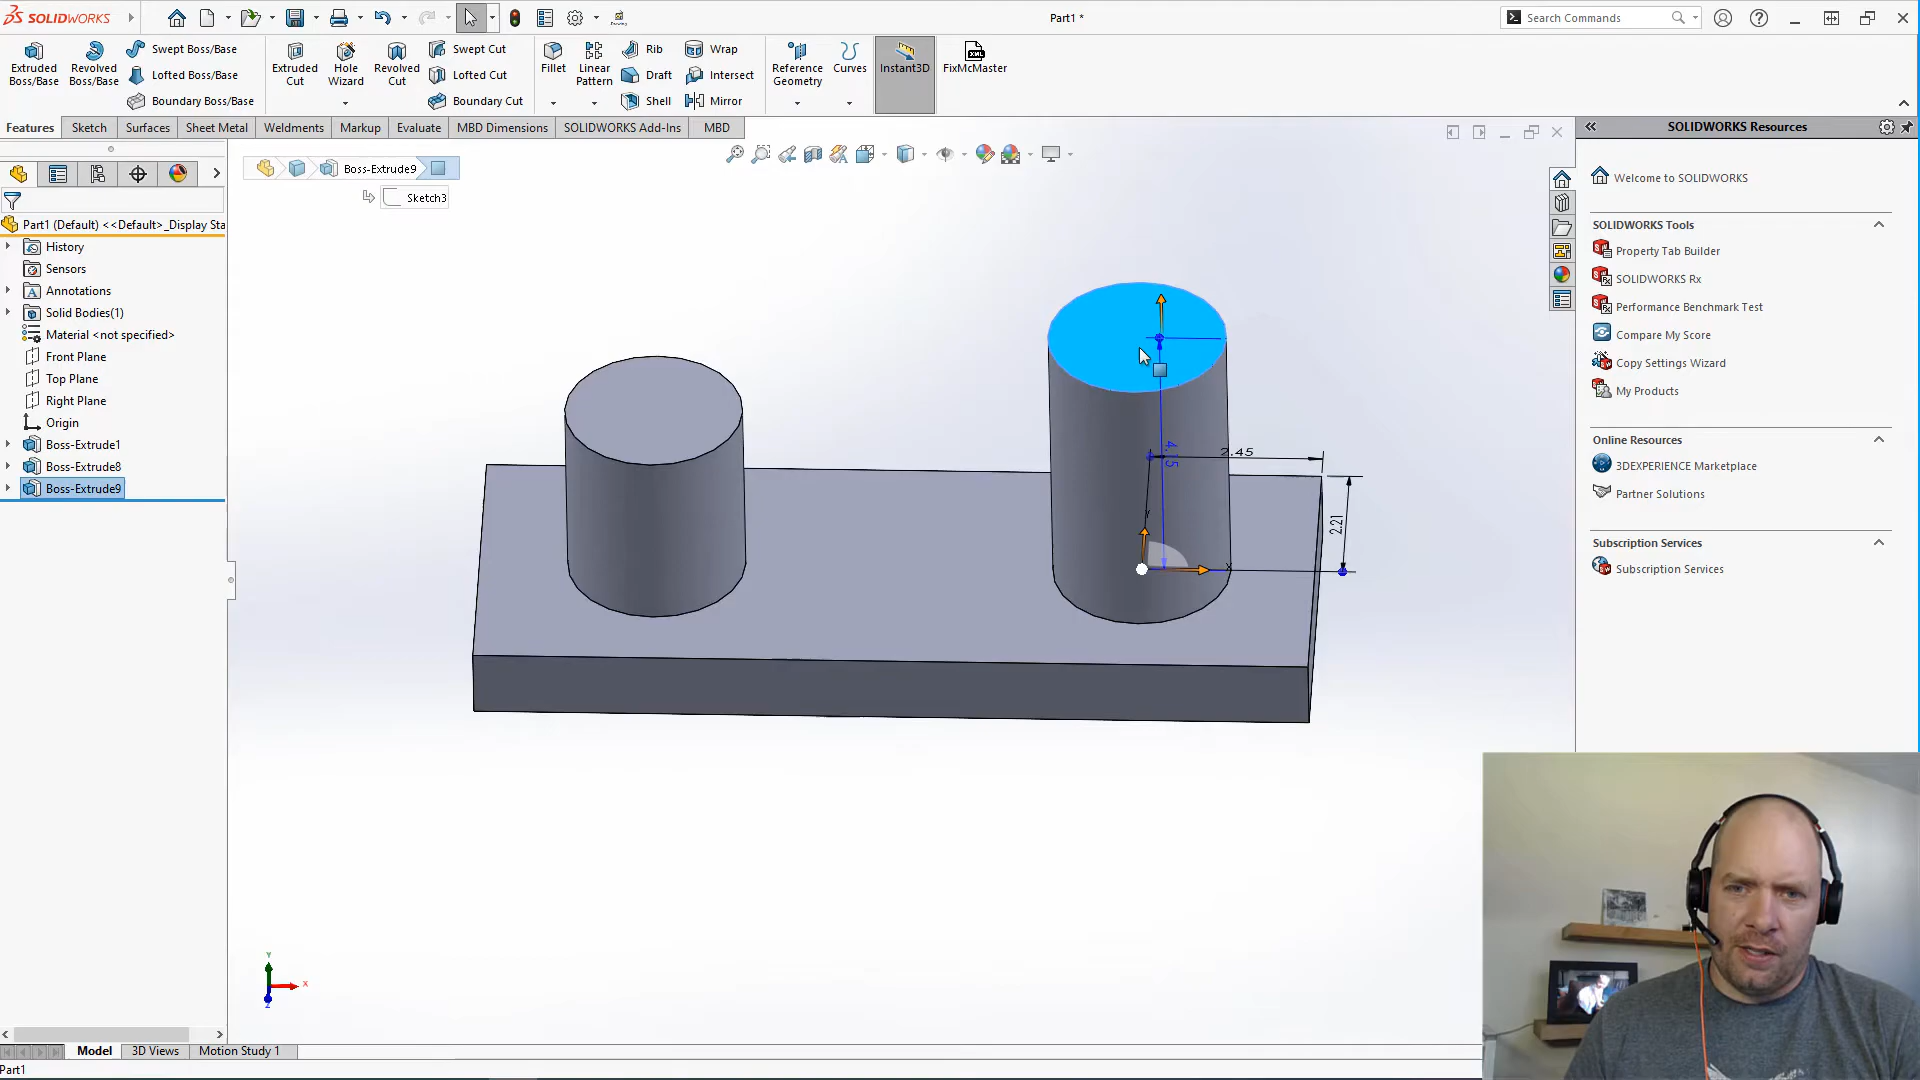 SOLIDWORKS
Part1 *
Search Commands
Extruded Boss/Base
Revolved Boss/Base
Swept Boss/Base
Lofted Boss/Base
Boundary Boss/Base
Extruded Cut
Hole Wizard
Revolved Cut
Swept Cut
Lofted Cut
Boundary Cut
Fillet
Linear Pattern
Rib
Draft
Shell
Wrap
Intersect
Mirror
Reference Geometry
Curves
Instant3D
FixMcMaster
Features
Sketch
Surfaces
Sheet Metal
Weldments
Markup
Evaluate
MBD Dimensions
SOLIDWORKS Add-Ins
MBD
SOLIDWORKS Resources
Boss-Extrude9
Sketch3
Part1 (Default) <<Default>_Display Sta
History
Sensors
Annotations
Solid Bodies(1)
Material <not specified>
Front Plane
Top Plane
Right Plane
Origin
Boss-Extrude1
Boss-Extrude8
Boss-Extrude9
4.15
2.45
2.21
Y
X
Y
X
Z
Welcome to SOLIDWORKS
SOLIDWORKS Tools
Property Tab Builder
SOLIDWORKS Rx
Performance Benchmark Test
Compare My Score
Copy Settings Wizard
My Products
Online Resources
3DEXPERIENCE Marketplace
Partner Solutions
Subscription Services
Subscription Services
Model
3D Views
Motion Study 1
Part1